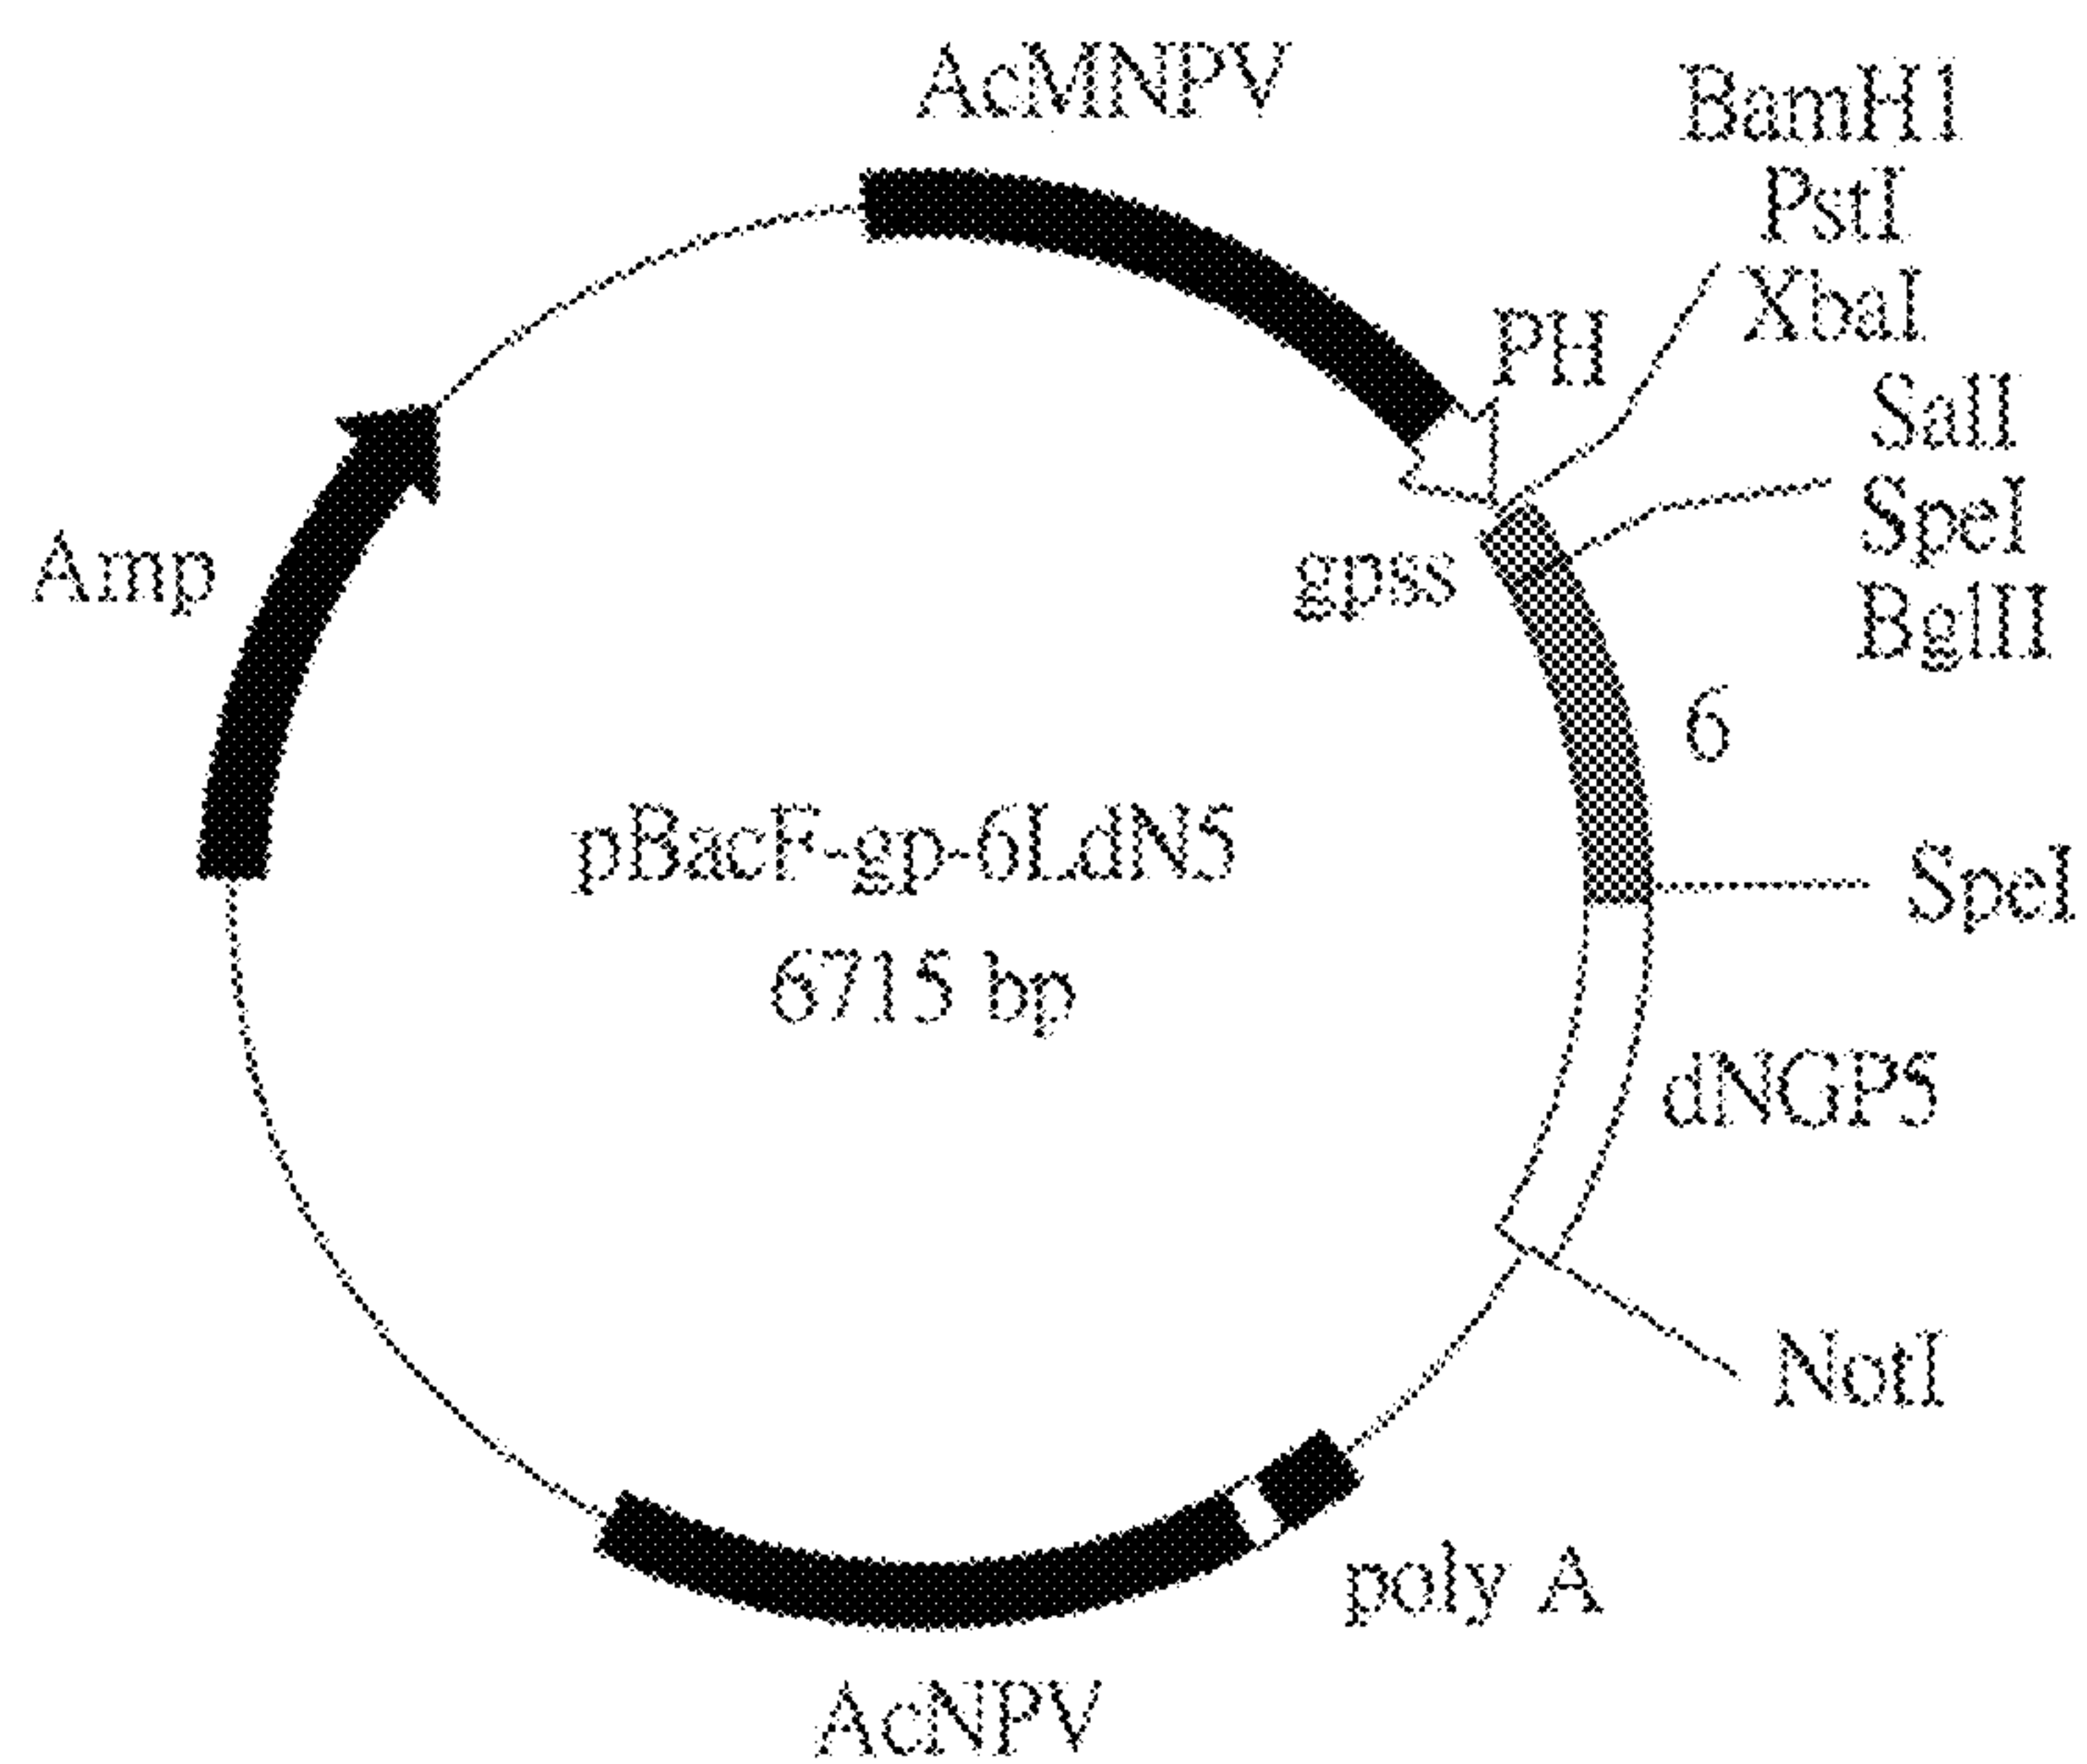 AcMNPV
BamH1
PstI
XbaI
PH
SalI
SpeI
BglII
Amp
gpss
6
pBacF-gp-6LdN5
6715 bp
SpeI
dNGP5
NotI
poly A
AcNPV